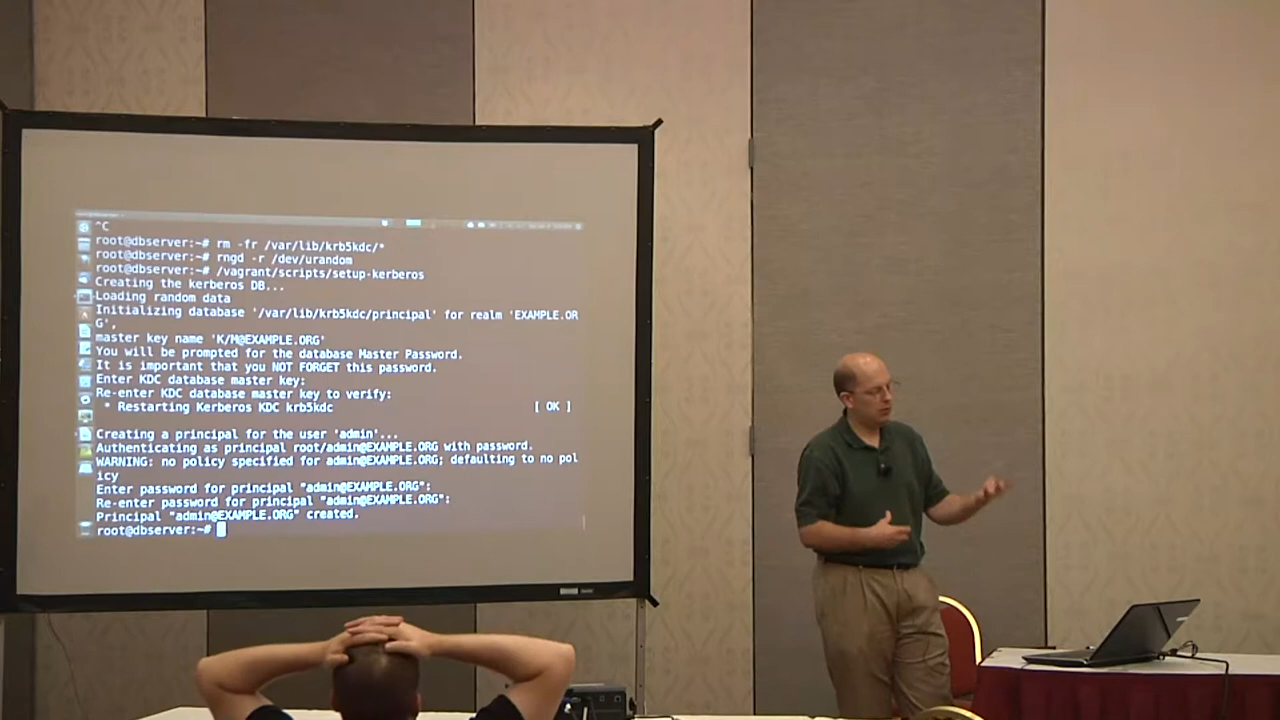 ^C
root@dbserver:~# rm -fr /var/lib/krb5kdc/*
root@dbserver:~# rngd -r /dev/urandom
root@dbserver:~# /vagrant/scripts/setup-kerberos
Creating the kerberos DB...
Loading random data
Initializing database '/var/lib/krb5kdc/principal' for realm 'EXAMPLE.OR
G',
master key name 'K/M@EXAMPLE.ORG'
You will be prompted for the database Master Password.
It is important that you NOT FORGET this password.
Enter KDC database master key:
Re-enter KDC database master key to verify:
* Restarting Kerberos KDC krb5kdc [ OK ]
Creating a principal for the user 'admin'...
Authenticating as principal root/admin@EXAMPLE.ORG with password.
WARNING: no policy specified for admin@EXAMPLE.ORG; defaulting to no pol
icy
Enter password for principal "admin@EXAMPLE.ORG":
Re-enter password for principal "admin@EXAMPLE.ORG":
Principal "admin@EXAMPLE.ORG" created.
root@dbserver:~#